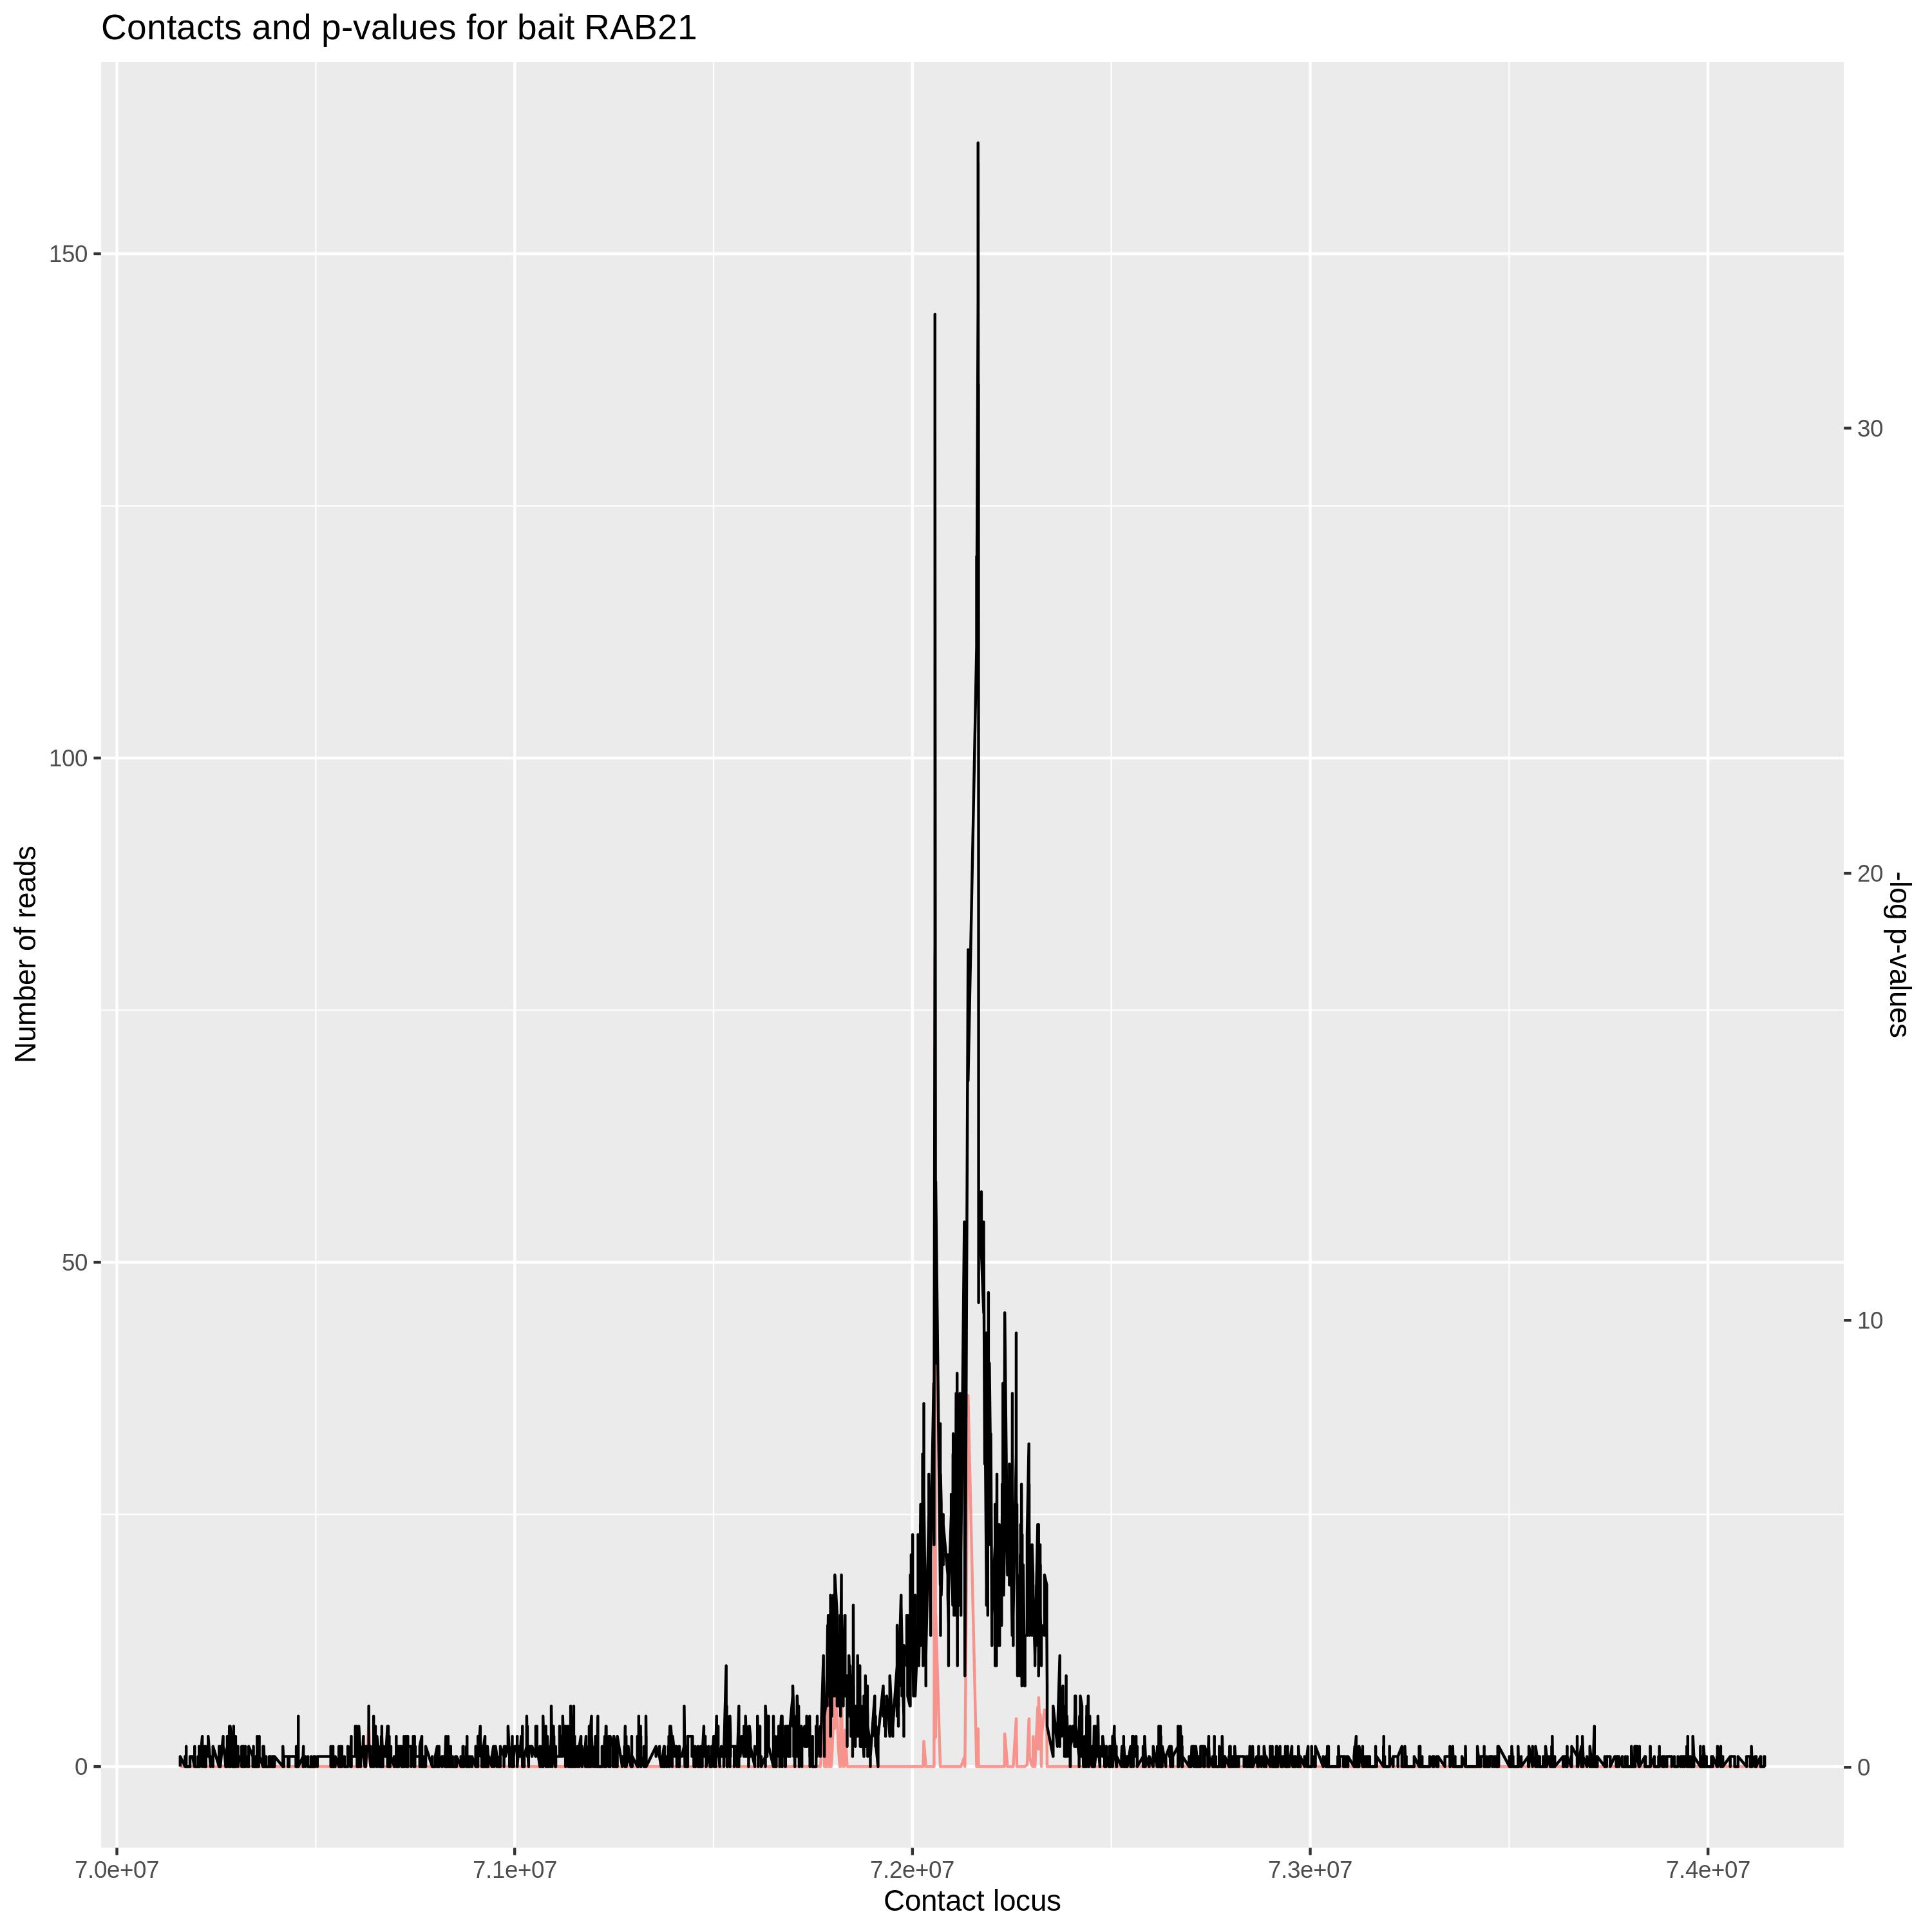 Contacts and p-values for bait RAB21
150
100
50
0
Number of reads
30
20
10
0
-log p-values
7.0e+07
7.1e+07
7.2e+07
7.3e+07
7.4e+07
Contact locus